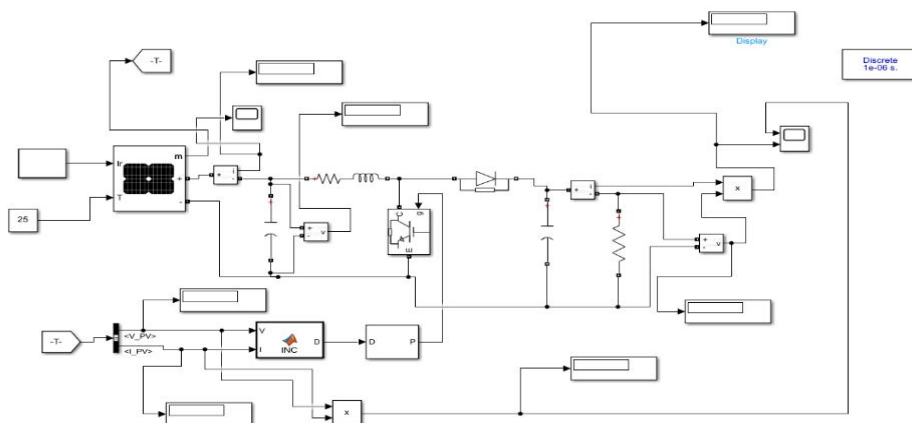 Display
Discrete
1e-06 s.
-T-
Ir
m
+
T
-
25
+
i
-
+
-
v
C
g
E
+
i
-
×
+
-
v
-T-
<V_PV>
<I_PV>
V
I
INC
D
D
P
×